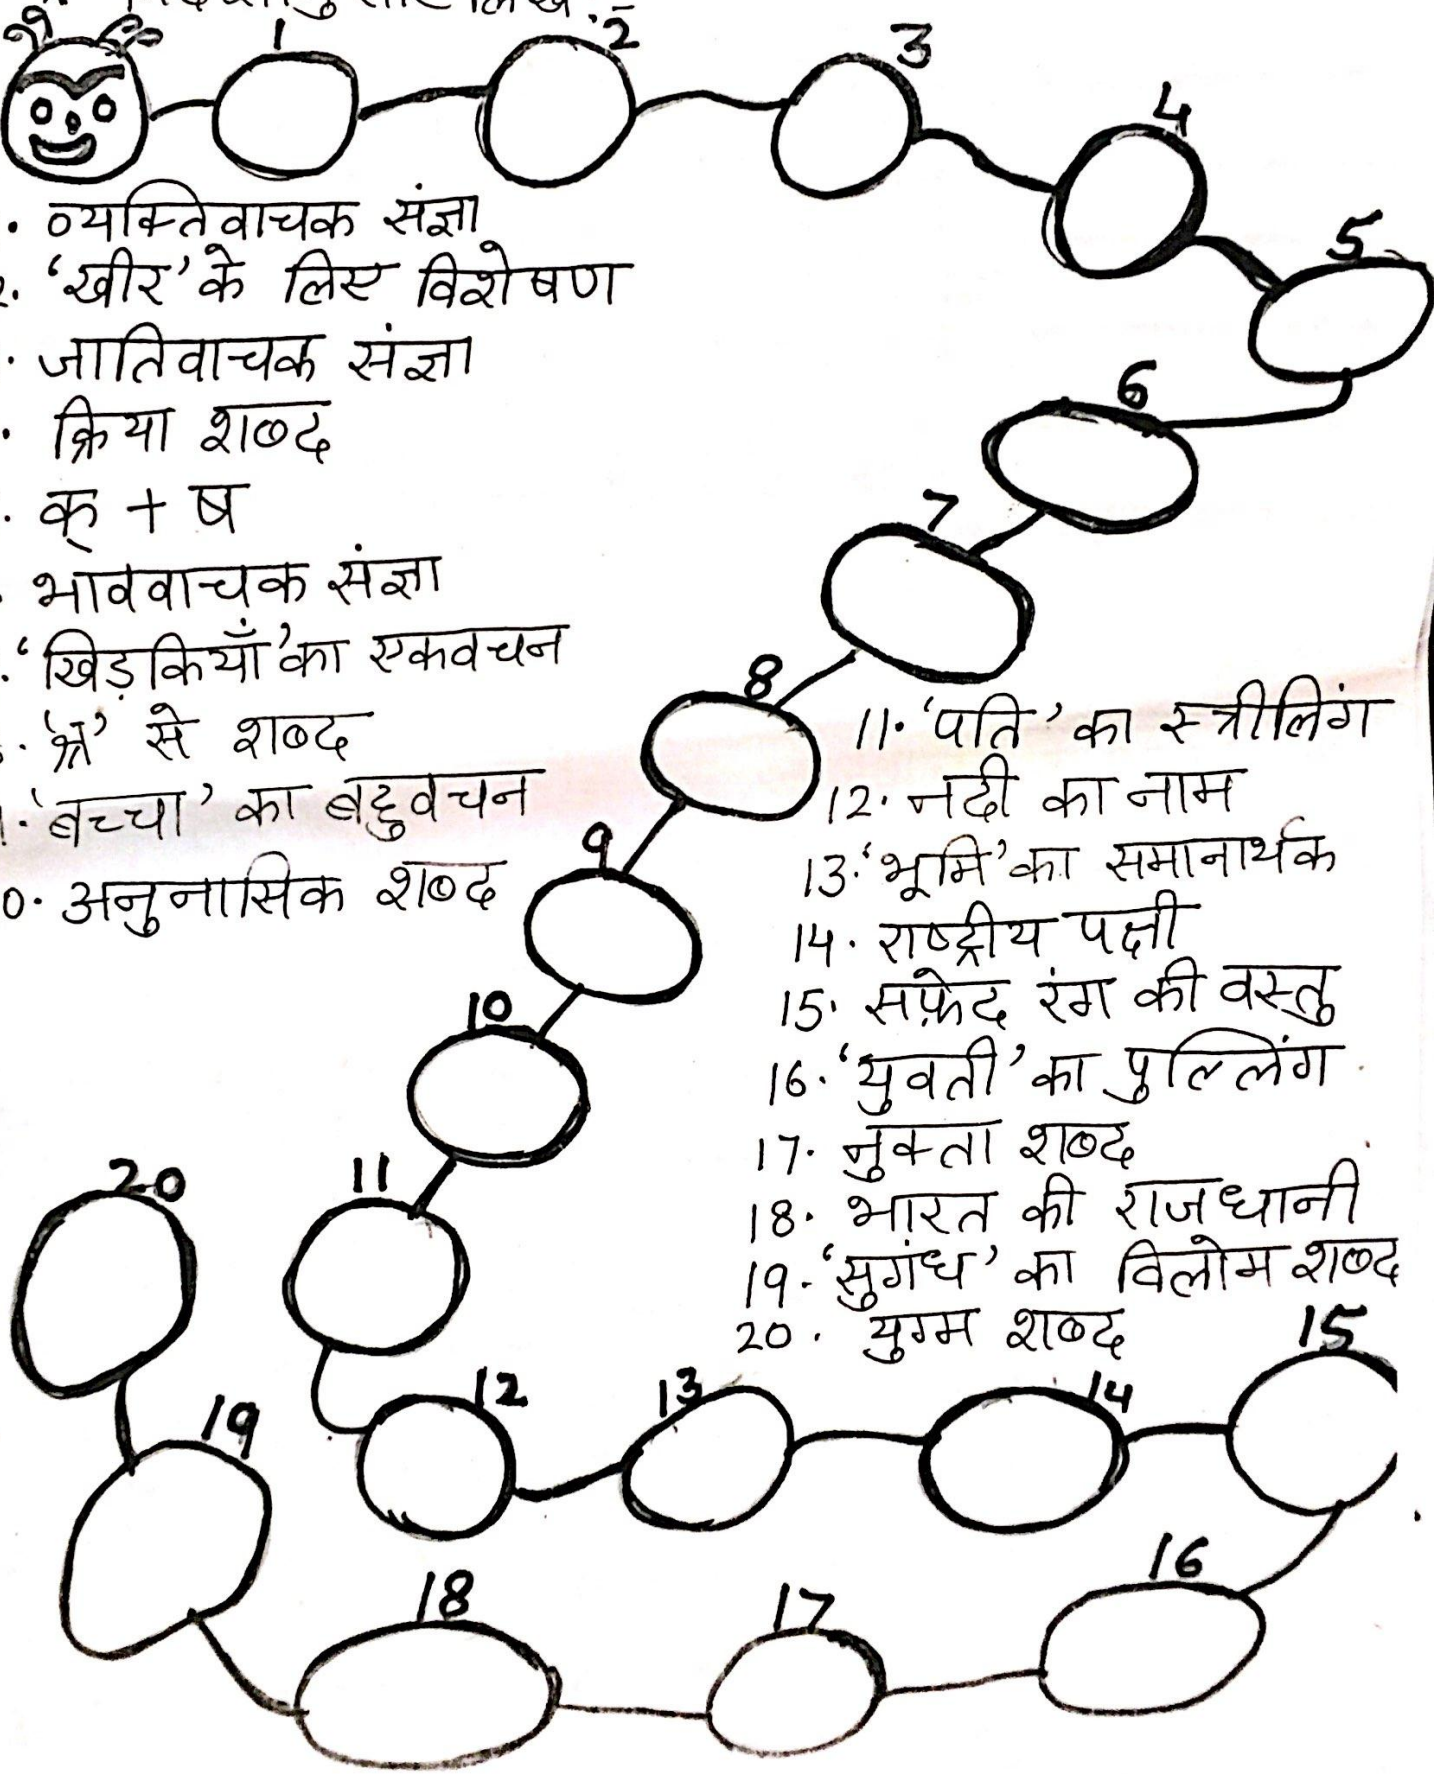 लिखें :-
1 2 3 4 5
. व्यक्तिवाचक संज्ञा
2. 'खीर' के लिए विशेषण
. जातिवाचक संज्ञा
. क्रिया शब्द
. क् + ष
. भाववाचक संज्ञा
. 'खिड़कियाँ' का एकवचन
. 'श्र' से शब्द
. 'बच्चा' का बहुवचन
0. अनुनासिक शब्द
6
7
8
9
10
11
11. 'पति' का स्त्रीलिंग
12. नदी का नाम
13. 'भूमि' का समानार्थक
14. राष्ट्रीय पक्षी
15. सफ़ेद रंग की वस्तु
16. 'युवती' का पुल्लिंग
17. नुक्ता शब्द
18. भारत की राजधानी
19. 'सुगंध' का विलोम शब्द
20. युग्म शब्द
12 13 14 15
16
17
18
19
20